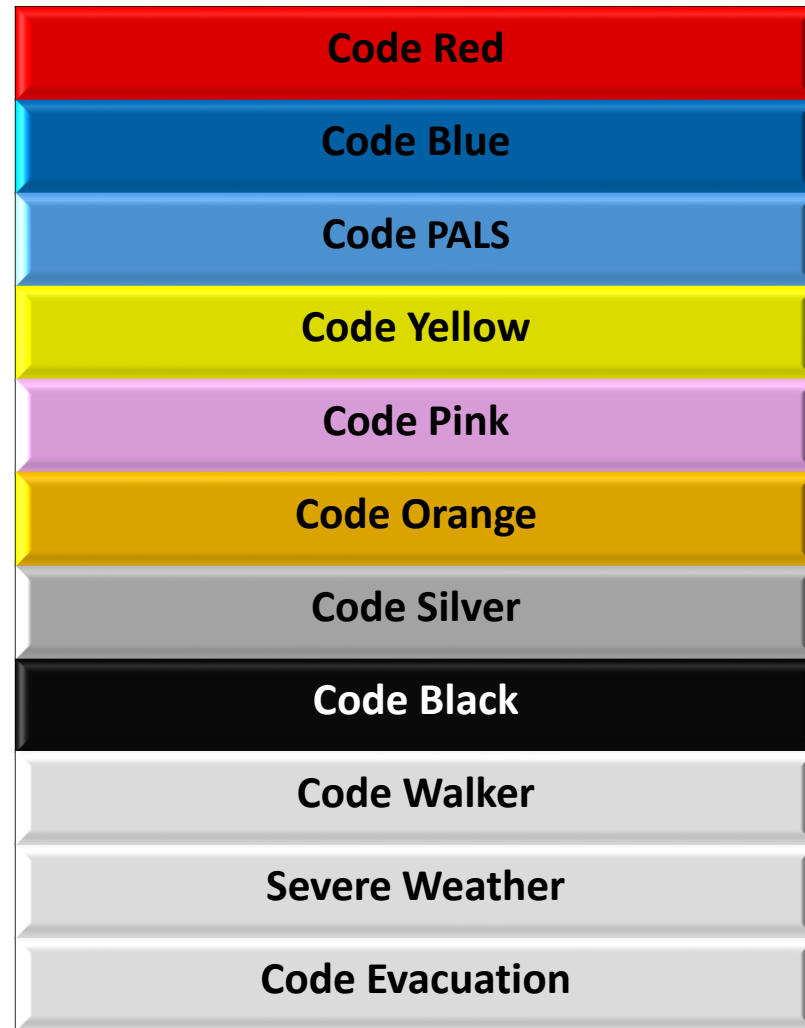 Code Red
Code Blue
Code PALS
Code Yellow
Code Pink
Code Orange
Code Silver
Code Black
Code Walker
Severe Weather
Code Evacuation